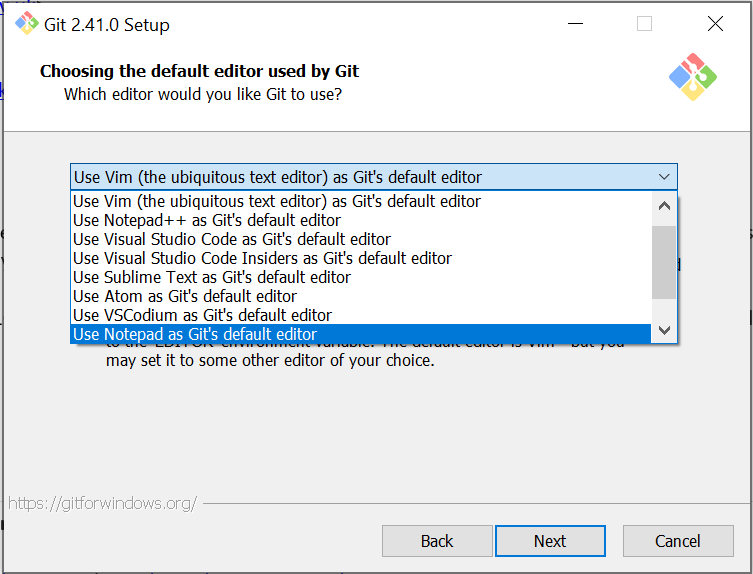 Git 2.41.0 Setup
Choosing the default editor used by Git
Which editor would you like Git to use?
Use Vim (the ubiquitous text editor) as Git's default editor
Use Vim (the ubiquitous text editor) as Git's default editor
Use Notepad++ as Git's default editor
Use Visual Studio Code as Git's default editor
Use Visual Studio Code Insiders as Git's default editor
Use Sublime Text as Git's default editor
Use Atom as Git's default editor
Use VSCodium as Git's default editor
Use Notepad as Git's default editor
to the 'EDITOR' environment variable. The default editor is Vim - but you
may set it to some other editor of your choice.
https://gitforwindows.org/
Back
Next
Cancel